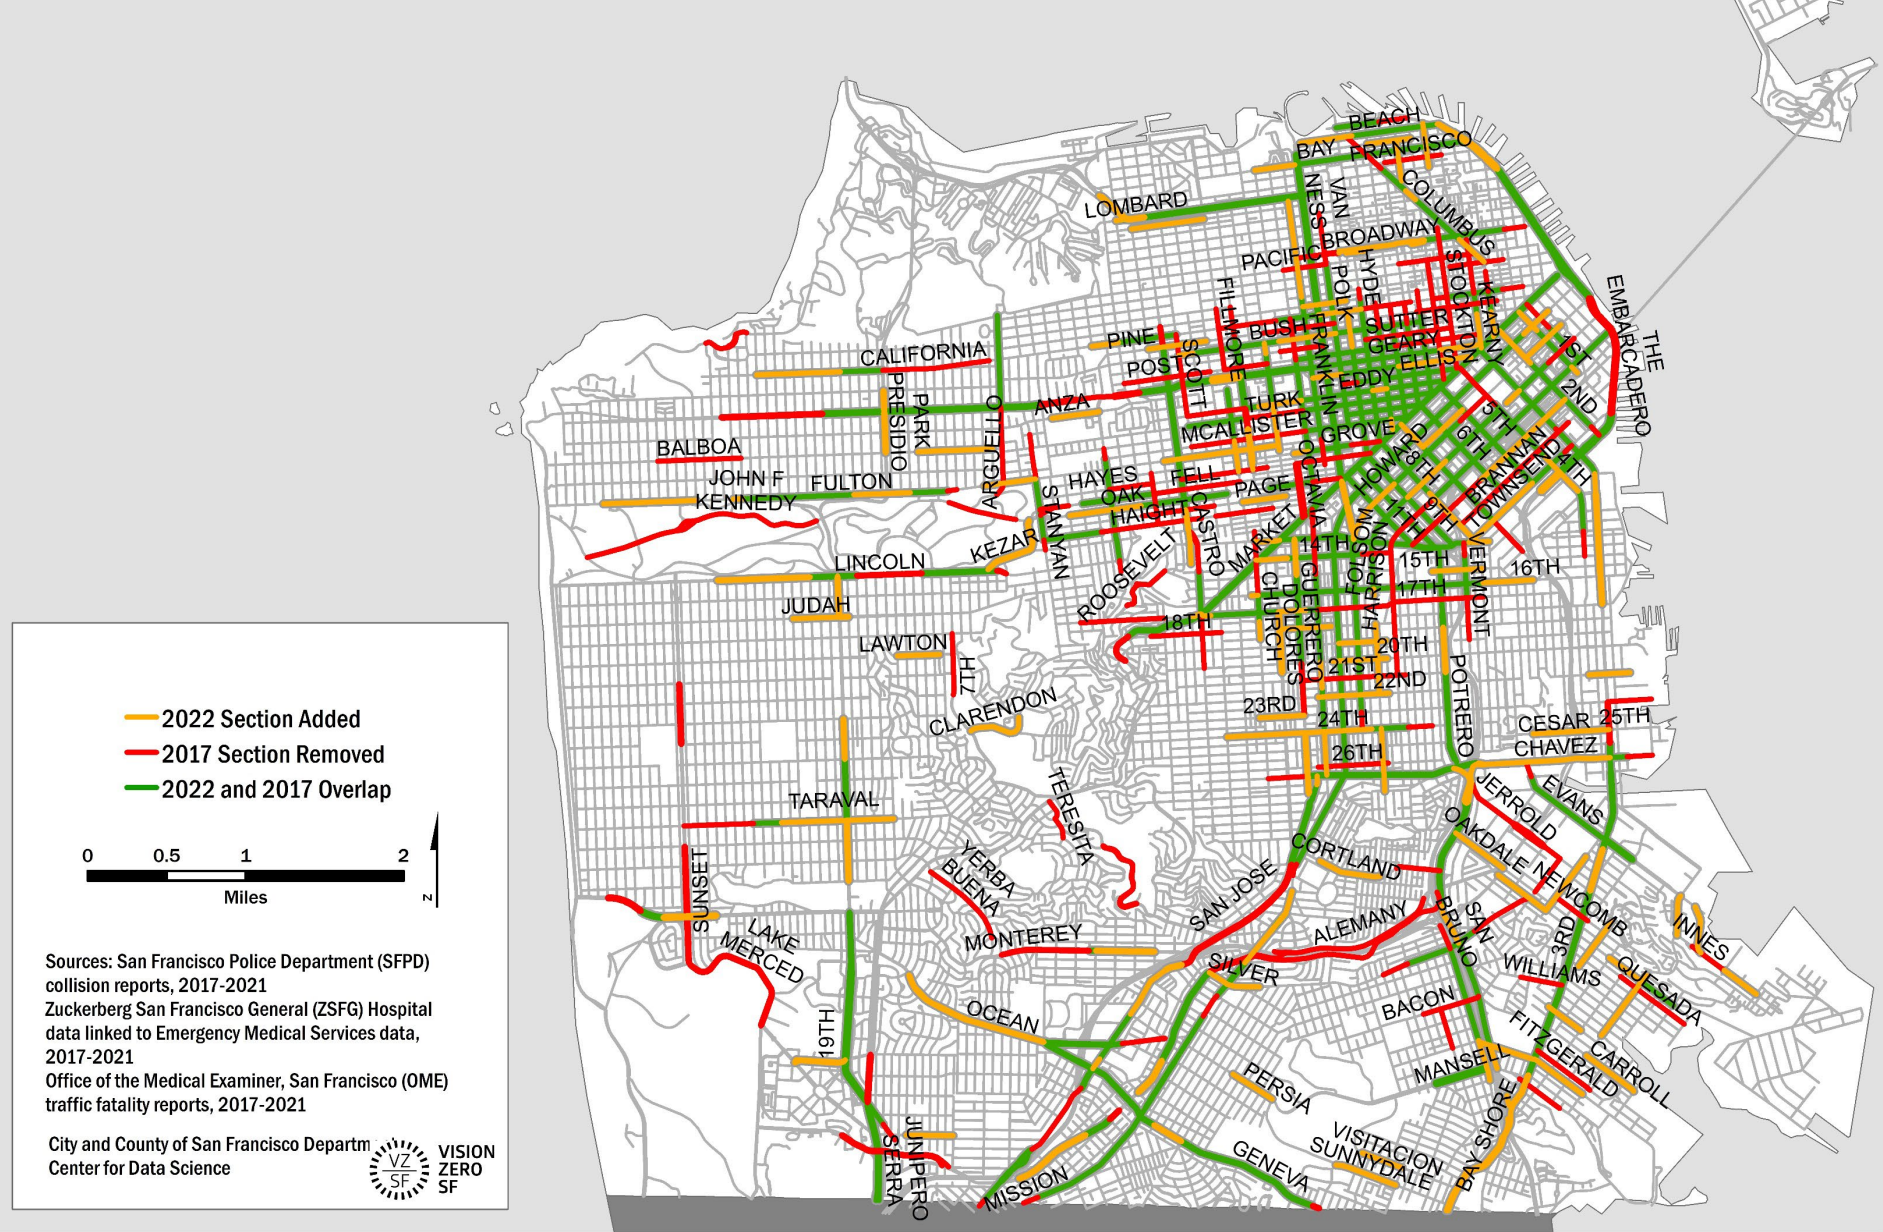 BEACH
BAY
FRANCISCO
COLUMBUS
VAN
NESS
LOMBARD
BROADWAY
PACIFIC
HYDE
POLK
STOCKTON
KEARNY
FILLMORE
BUSH
SUTTER
GEARY
ELLIS
EDDY
FRANKLIN
PINE
POST
SCOTT
1ST
2ND
THE
EMBARCADERO
CALIFORNIA
PRESIDIO
PARK
ARGUELLO
ANZA
TURK
MCALLISTER
GROVE
OCTAVIA
5TH
6TH
HOWARD
8TH
BRANNAN
TOWNSEND
4TH
9TH
11TH
BALBOA
JOHN F
KENNEDY
FULTON
HAYES
OAK
FELL
PAGE
HAIGHT
STANYAN
CASTRO
MARKET
KEZAR
LINCOLN
JUDAH
ROOSEVELT
14TH
15TH
16TH
17TH
18TH
FOLSOM
HARRISON
VERMONT
CHURCH
DOLORES
GUERRERO
LAWTON
7TH
20TH
21ST
22ND
23RD
24TH
26TH
POTRERO
CLARENDON
CESAR
CHAVEZ
25TH
TERESITA
TARAVAL
JERROLD
EVANS
OAKDALE
NEWCOMB
CORTLAND
SAN JOSE
YERBA
BUENA
SUNSET
LAKE
MERCED
MONTEREY
ALEMANY
SAN
BRUNO
3RD
INNES
SILVER
WILLIAMS
QUESADA
BACON
OCEAN
19TH
FITZGERALD
CARROLL
MANSELL
PERSIA
BAY SHORE
VISITACION
SUNNYDALE
GENEVA
JUNIPERO
SERRA
MISSION
2022 Section Added
2017 Section Removed
2022 and 2017 Overlap
0 0.5 1 2
Miles
N
Sources: San Francisco Police Department (SFPD)
collision reports, 2017-2021
Zuckerberg San Francisco General (ZSFG) Hospital
data linked to Emergency Medical Services data,
2017-2021
Office of the Medical Examiner, San Francisco (OME)
traffic fatality reports, 2017-2021
City and County of San Francisco Departm
Center for Data Science
VZ
SF
VISION
ZERO
SF